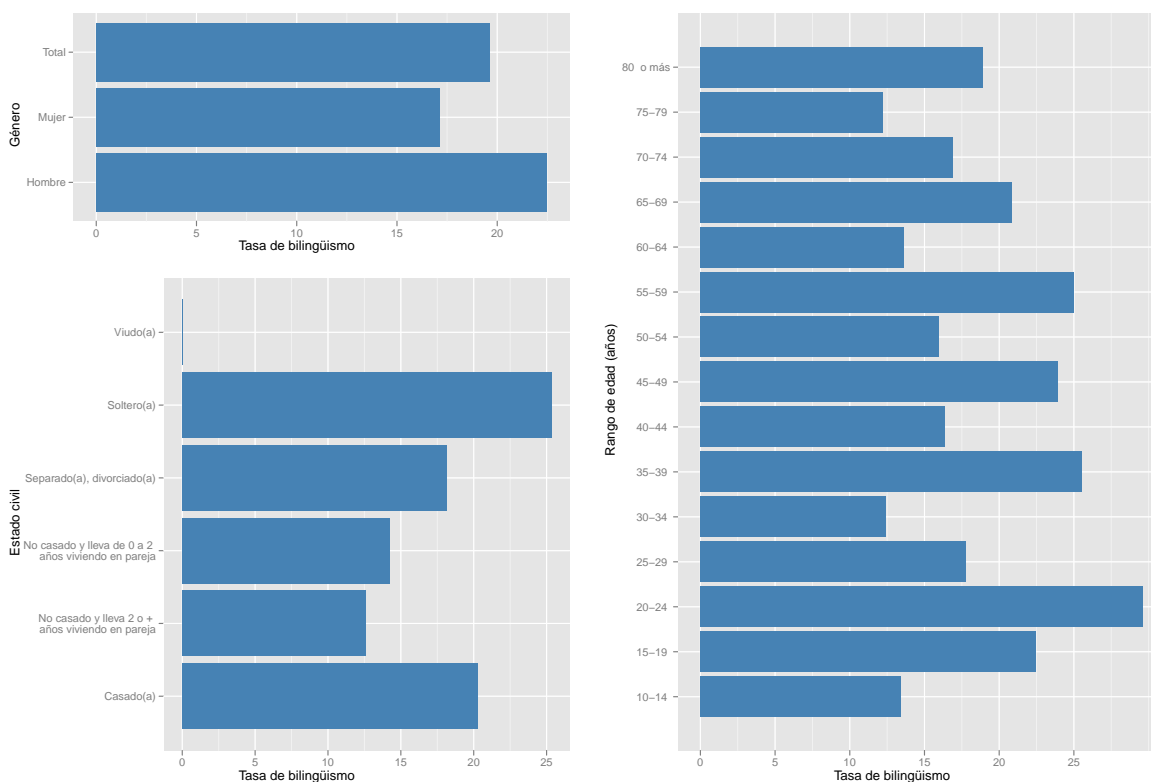 Género
Total
Mujer
Hombre
0 5 10 15 20
Tasa de bilingüismo
Estado civil
Viudo(a)
Soltero(a)
Separado(a), divorciado(a)
No casado y lleva de 0 a 2
años viviendo en pareja
No casado y lleva 2 o +
años viviendo en pareja
Casado(a)
0 5 10 15 20 25
Tasa de bilingüismo
Rango de edad (años)
80 o más
75−79
70−74
65−69
60−64
55−59
50−54
45−49
40−44
35−39
30−34
25−29
20−24
15−19
10−14
0 5 10 15 20 25
Tasa de bilingüismo